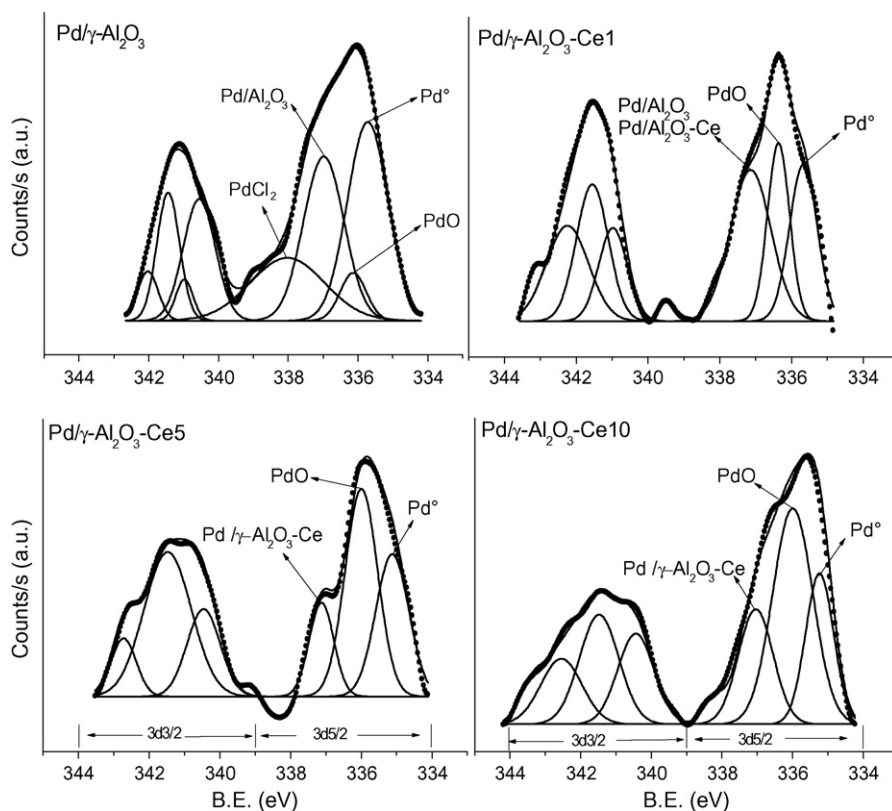 Pd/γ-Al₂O₃
Pd/Al₂O₃
Pd°
PdCl₂
PdO
Counts/s (a.u.)
344 342 340 338 336 334
Pd/γ-Al₂O₃-Ce1
PdO
Pd/Al₂O₃
Pd/Al₂O₃-Ce
Pd°
344 342 340 338 336 334
Pd/γ-Al₂O₃-Ce5
PdO
Pd°
Pd /γ-Al₂O₃-Ce
Counts/s (a.u.)
3d3/2 3d5/2
344 342 340 338 336 334
B.E. (eV)
Pd/γ-Al₂O₃-Ce10
PdO
Pd°
Pd /γ-Al₂O₃-Ce
3d3/2 3d5/2
344 342 340 338 336 334
B.E. (eV)